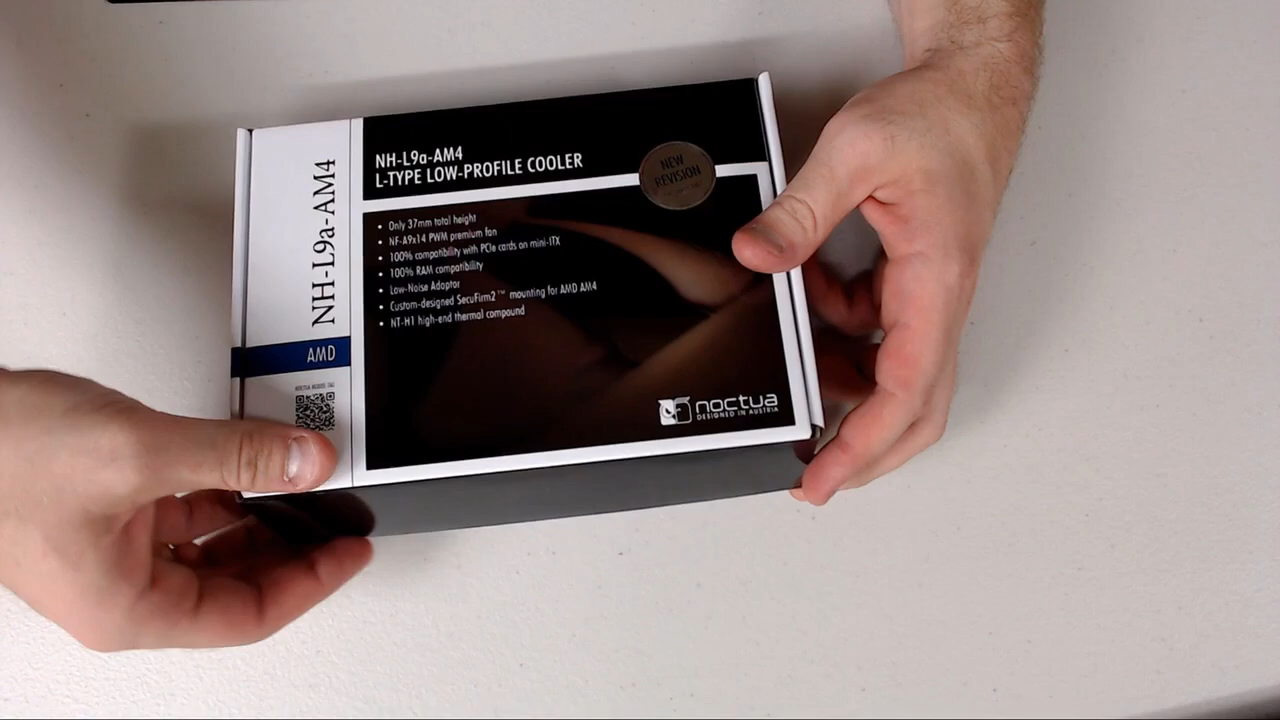 NH-L9a-AM4
AMD
NH-L9a-AM4
L-TYPE LOW-PROFILE COOLER
NEW
REVISION
• Only 37mm total height
• NF-A9x14 PWM premium fan
• 100% compatibility with PCIe cards on mini-ITX
• 100% RAM compatibility
• Low-Noise Adaptor
• Custom-designed SecuFirm2™ mounting for AMD AM4
• NT-H1 high-end thermal compound
noctua
DESIGNED IN AUSTRIA